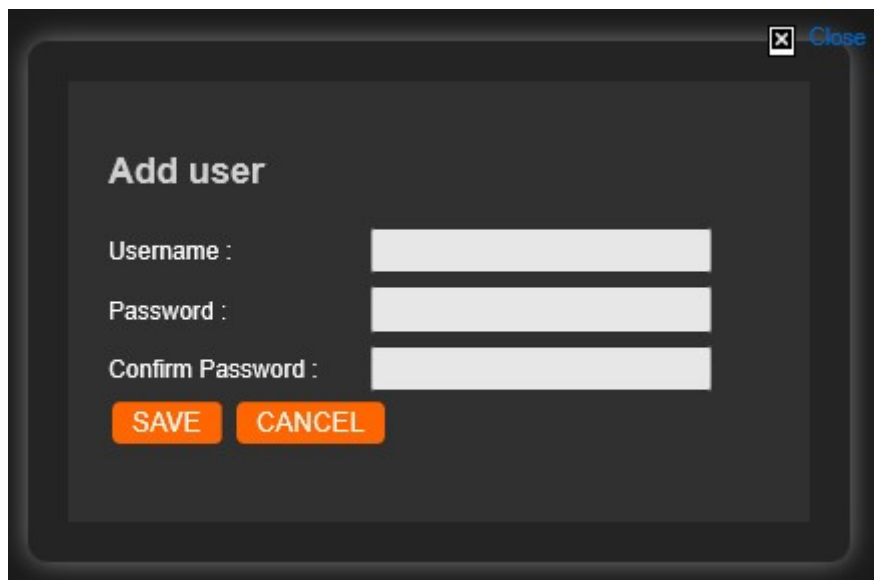 Close
Add user
Username :
Password :
Confirm Password :
SAVE CANCEL